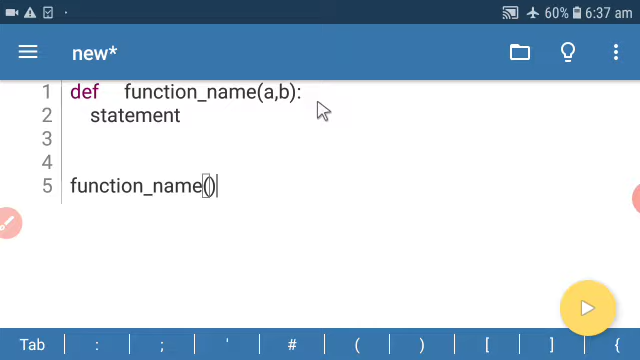 60% 6:37 am
new*
1 def function_name(a,b):
2 statement
3
4
5 function_name()
Tab : ; ' # ( ) [ ] {